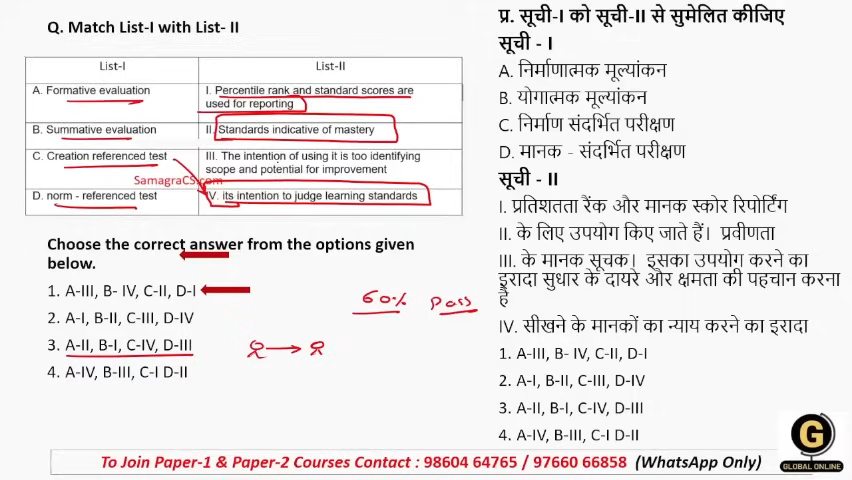 Q. Match List-I with List- II
List-I
List-II
A. Formative evaluation
I. Percentile rank and standard scores are
used for reporting
B. Summative evaluation
II. Standards indicative of mastery
C. Creation referenced test
III. The intention of using it is too identifying
scope and potential for improvement
SamagraCS.com
D. norm - referenced test
IV. its intention to judge learning standards
Choose the correct answer from the options given
below.
1. A-III, B- IV, C-II, D-I
2. A-I, B-II, C-III, D-IV
3. A-II, B-I, C-IV, D-III
4. A-IV, B-III, C-I D-II
60% Pass
प्र. सूची-I को सूची-II से सुमेलित कीजिए
सूची - I
A. निर्माणात्मक मूल्यांकन
B. योगात्मक मूल्यांकन
C. निर्माण संदर्भित परीक्षण
D. मानक - संदर्भित परीक्षण
सूची - II
I. प्रतिशतता रैंक और मानक स्कोर रिपोर्टिंग
II. के लिए उपयोग किए जाते हैं। प्रवीणता
III. के मानक सूचक। इसका उपयोग करने का
इरादा सुधार के दायरे और क्षमता की पहचान करना
है
IV. सीखने के मानकों का न्याय करने का इरादा
1. A-III, B- IV, C-II, D-I
2. A-I, B-II, C-III, D-IV
3. A-II, B-I, C-IV, D-III
4. A-IV, B-III, C-I D-II
G
GLOBAL ONLINE
To Join Paper-1 & Paper-2 Courses Contact : 98604 64765 / 97660 66858 (WhatsApp Only)